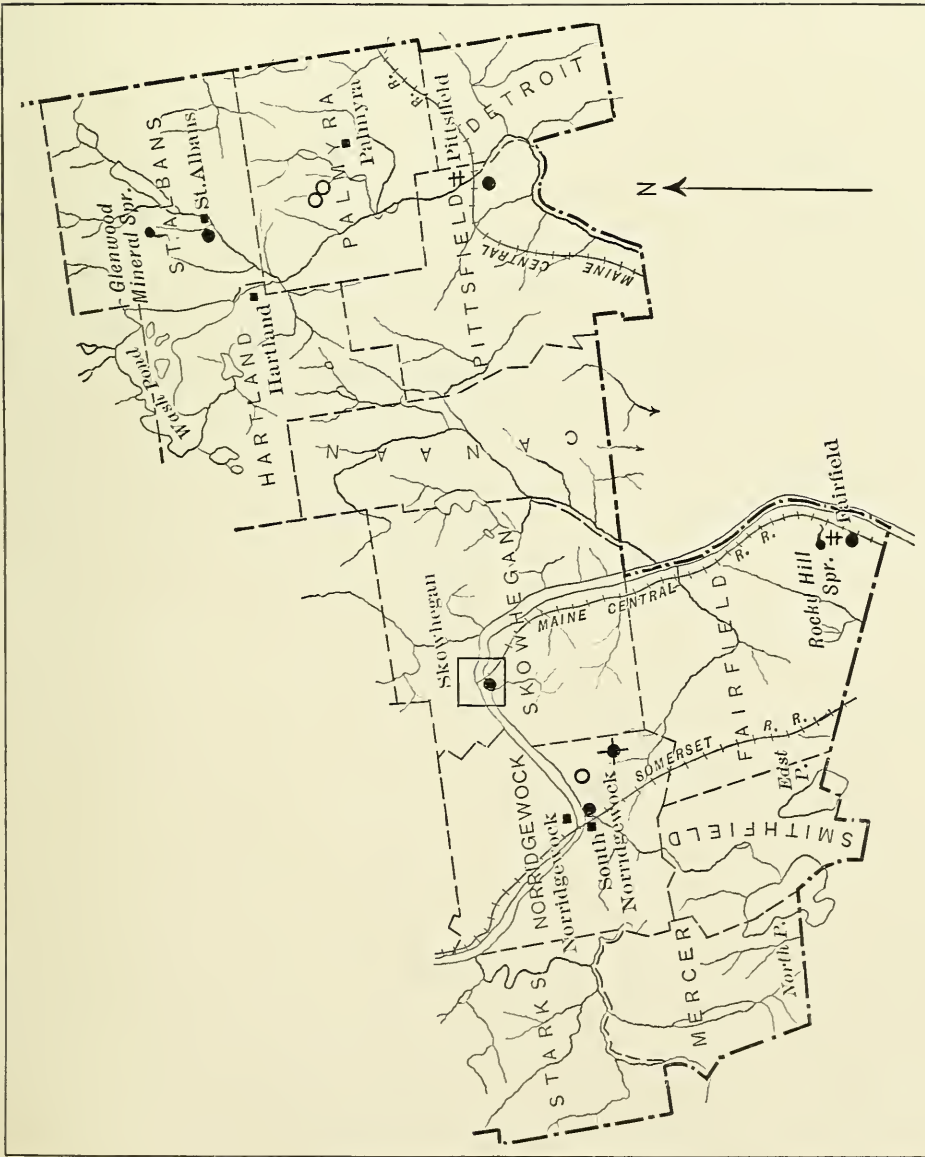 Glenwood
Mineral Spr.
ST. ALBANS
St. Albans
Wash Pond
HARTLAND
Hartland
PALMYRA
Palmyra
R. R.
DETROIT
Pittsfield
PITTSFIELD
MAINE
CENTRAL
N
CANAAN
Skowhegan
SKOWHEGAN
MAINE CENTRAL R. R.
Fairfield
Rocky Hill
Spr.
FAIRFIELD
SOMERSET R. R.
NORRIDGEWOCK
Norridgewock
South
Norridgewock
East
P.
SMITHFIELD
STARKS
MERCER
North P.